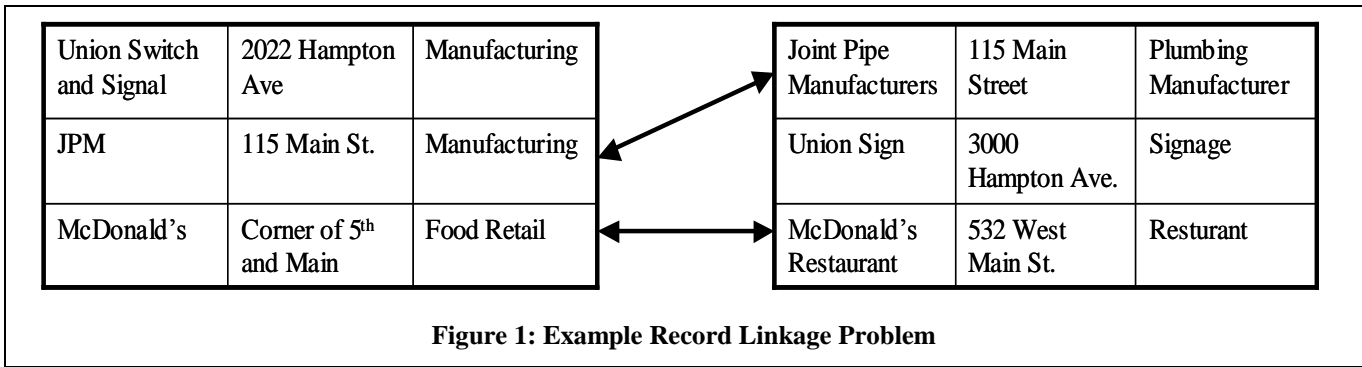 Union Switch
and Signal
2022 Hampton
Ave
Manufacturing
JPM
115 Main St.
Manufacturing
McDonald's
Corner of 5th
and Main
Food Retail
Joint Pipe
Manufacturers
115 Main
Street
Plumbing
Manufacturer
Union Sign
3000
Hampton Ave.
Signage
McDonald's
Restaurant
532 West
Main St.
Resturant
Figure 1: Example Record Linkage Problem